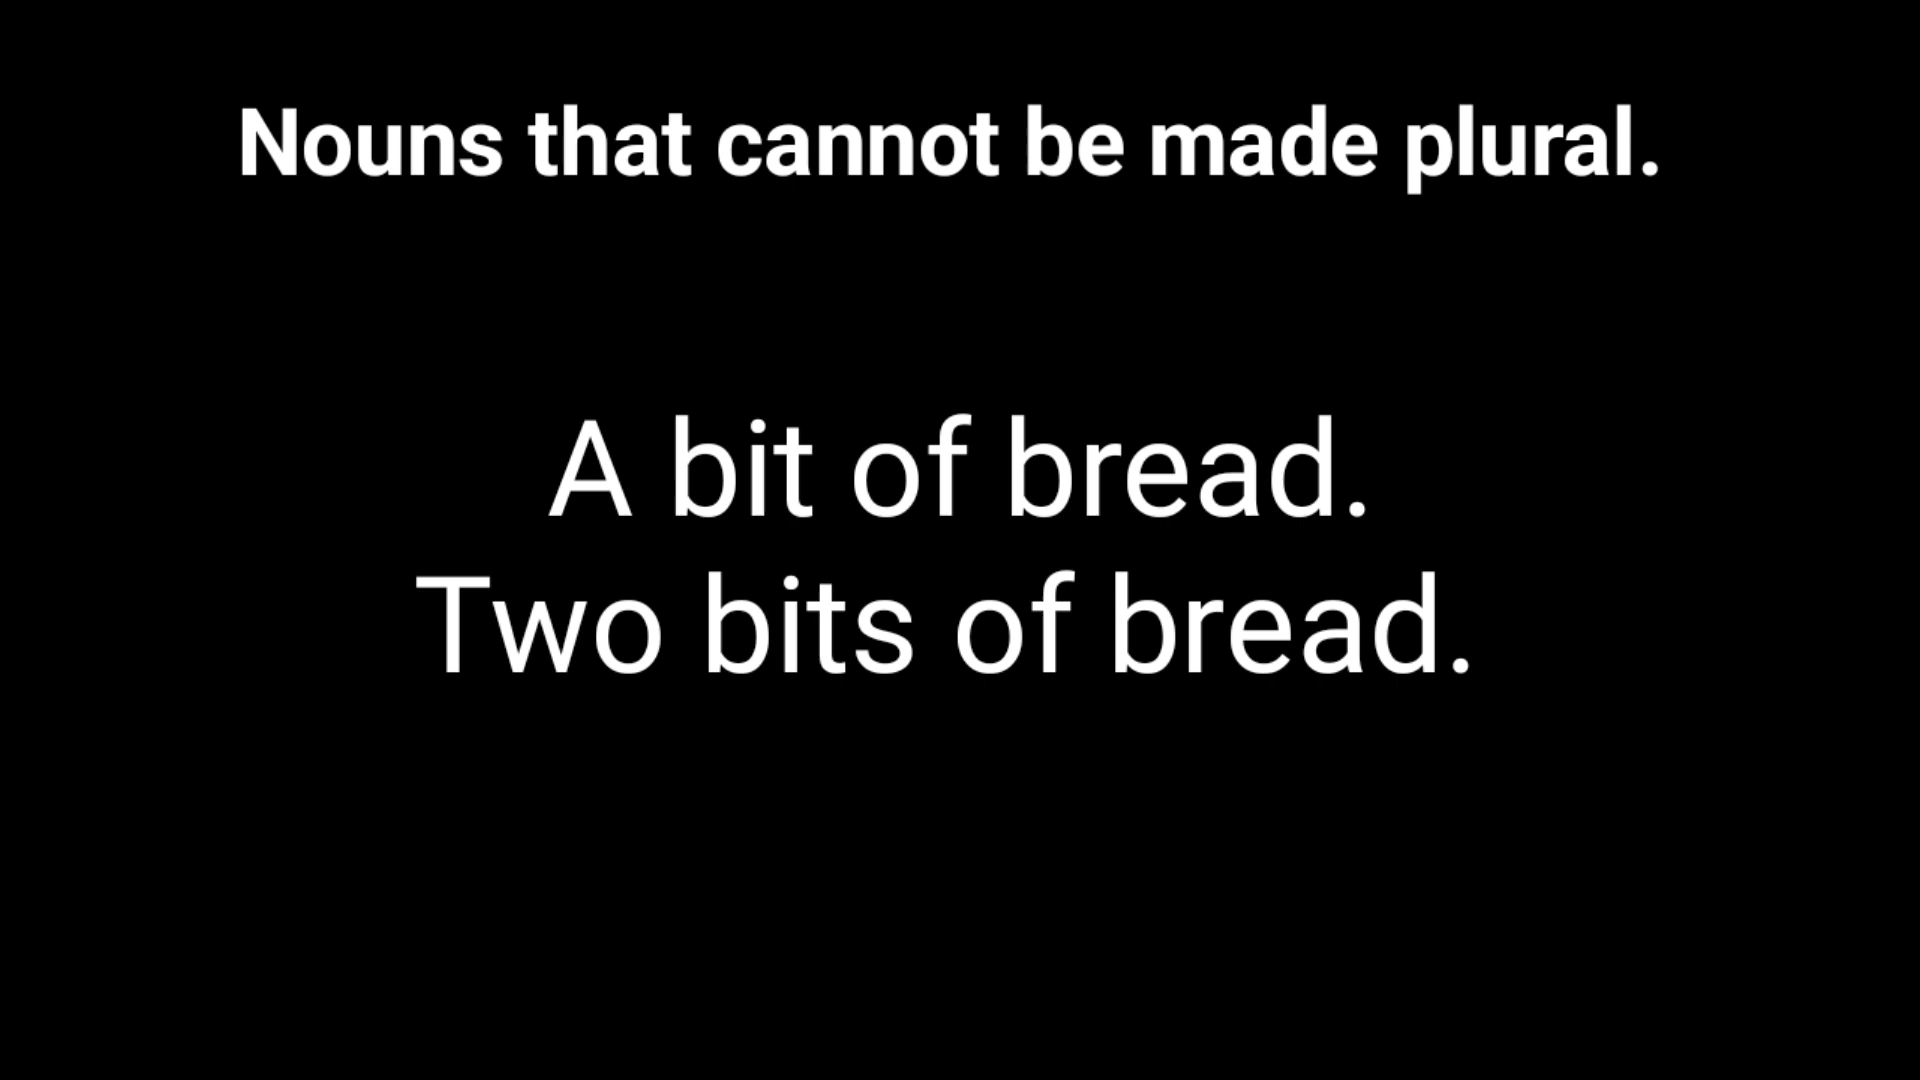 Nouns that cannot be made plural.
A bit of bread.
Two bits of bread.